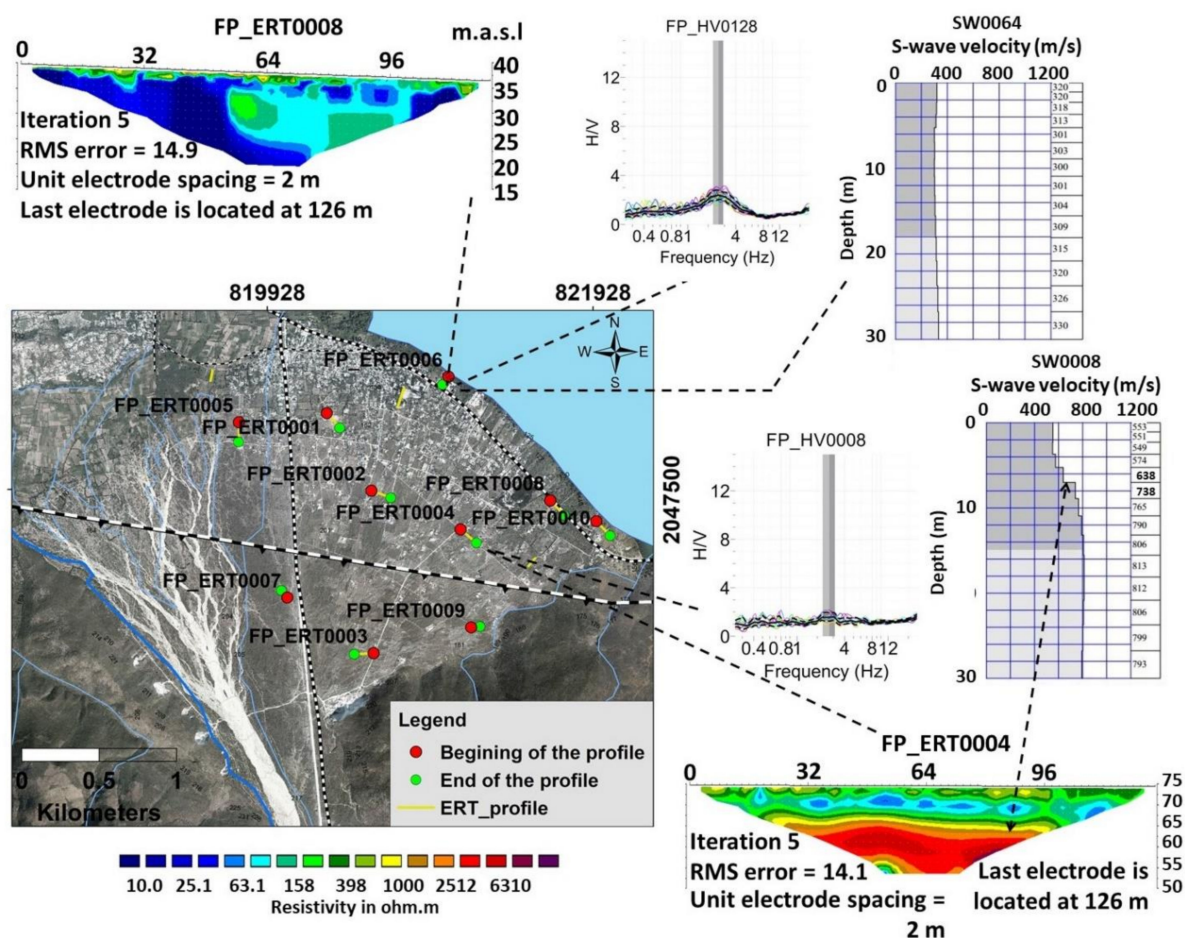 FP_ERT0008
m.a.s.l
0 32 64 96
40
35
30
25
20
15
Iteration 5
RMS error = 14.9
Unit electrode spacing = 2 m
Last electrode is located at 126 m
FP_HV0128
12
8
4
0
H/V
0.4 0.81 4 8 12
Frequency (Hz)
SW0064
S-wave velocity (m/s)
0 400 800 1200
0
10
20
30
Depth (m)
320
320
318
313
301
303
300
301
304
309
315
320
326
330
819928 821928
2047500
N
W E
S
FP_ERT0006
FP_ERT0005
FP_ERT0001
FP_ERT0002
FP_ERT0008
FP_ERT0004
FP_ERT0010
FP_ERT0007
FP_ERT0009
FP_ERT0003
Legend
Begining of the profile
End of the profile
ERT_profile
0 0.5 1
Kilometers
10.0 25.1 63.1 158 398 1000 2512 6310
Resistivity in ohm.m
FP_HV0008
12
8
4
0
H/V
0.4 0.81 4 8 12
Frequency (Hz)
SW0008
S-wave velocity (m/s)
0 400 800 1200
0
10
20
30
Depth (m)
553
551
549
574
638
738
765
790
806
813
812
806
799
793
FP_ERT0004
0 32 64 96
75
70
65
60
55
50
Iteration 5
RMS error = 14.1
Unit electrode spacing =
2 m
Last electrode is
located at 126 m